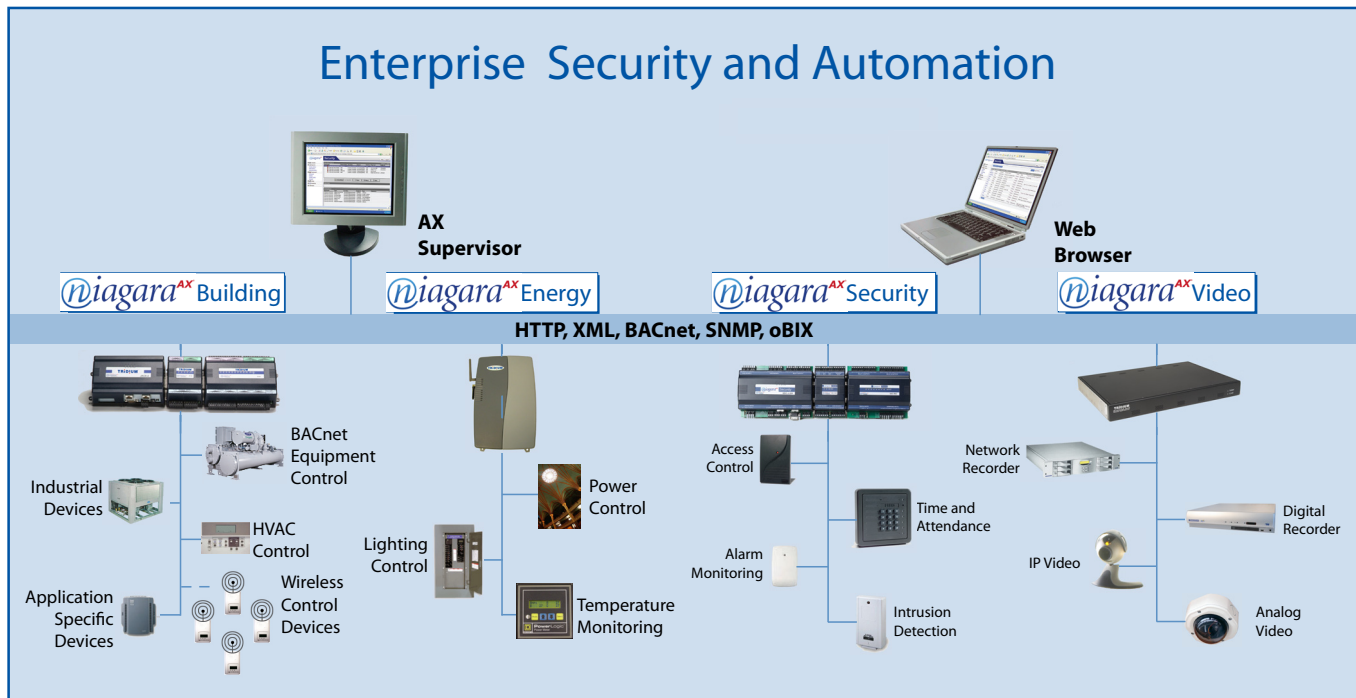 Enterprise Security and Automation
AX
Supervisor
Web
Browser
niagaraAX Building
niagaraAX Energy
niagaraAX Security
niagaraAX Video
HTTP, XML, BACnet, SNMP, oBIX
TRIDIUM
TRIDIUM
BACnet
Equipment
Control
Industrial
Devices
HVAC
Control
Wireless
Control
Devices
Application
Specific
Devices
Power
Control
Lighting
Control
Temperature
Monitoring
PowerLogic
Access
Control
Time and
Attendance
Alarm
Monitoring
Intrusion
Detection
Network
Recorder
Digital
Recorder
IP Video
Analog
Video